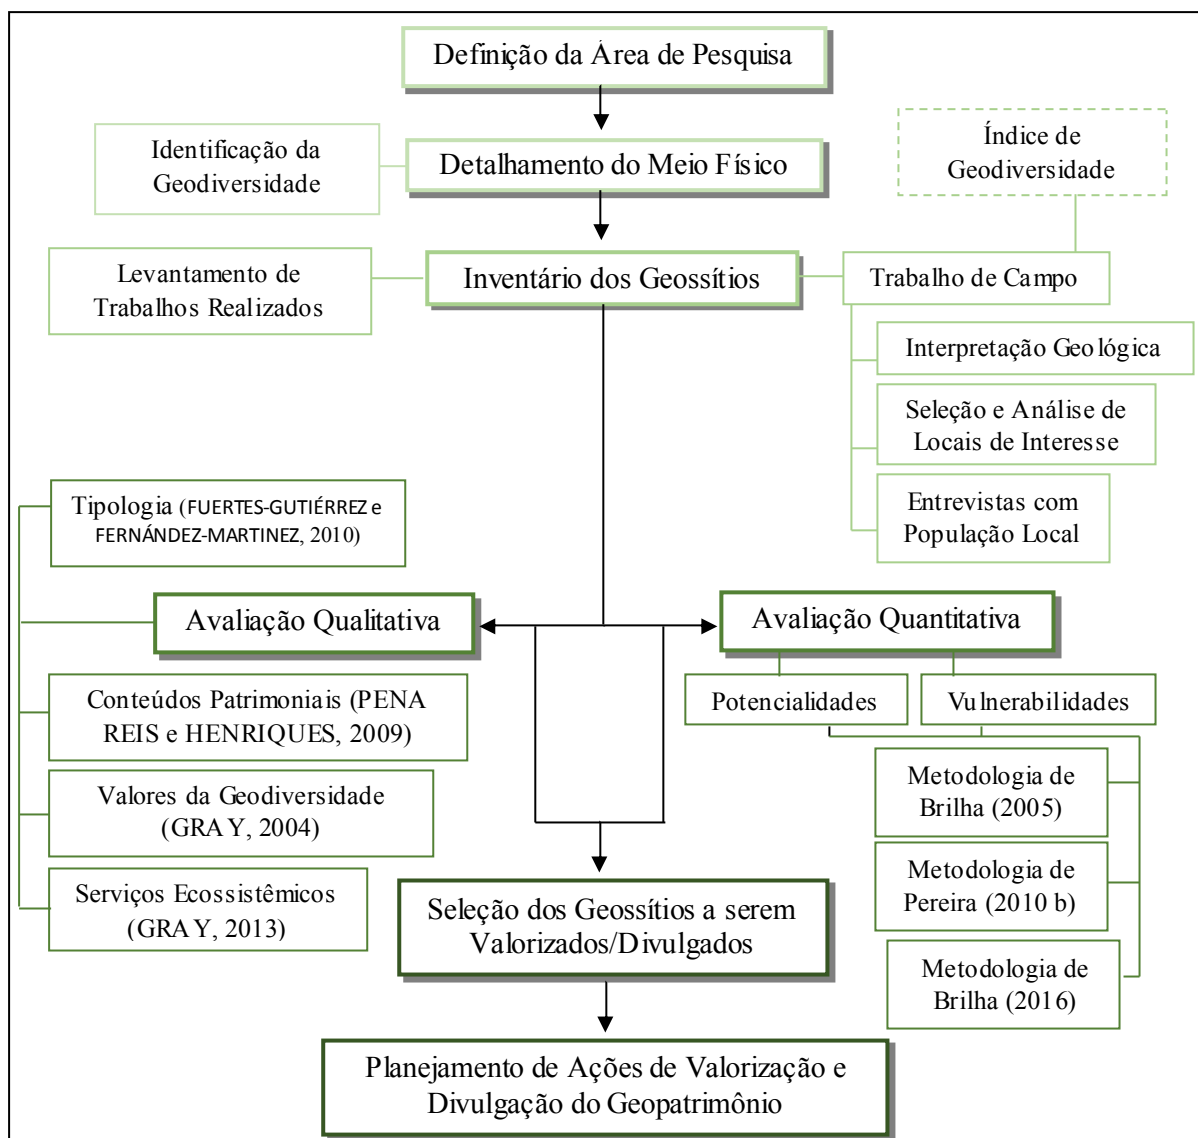 Definição da Área de Pesquisa
Identificação da
Geodiversidade
Detalhamento do Meio Físico
Índice de
Geodiversidade
Levantamento de
Trabalhos Realizados
Inventário dos Geossítios
Trabalho de Campo
Interpretação Geológica
Seleção e Análise de
Locais de Interesse
Entrevistas com
População Local
Tipologia (FUERTES-GUTIÉRREZ e
FERNÁNDEZ-MARTINEZ, 2010)
Avaliação Qualitativa
Avaliação Quantitativa
Conteúdos Patrimoniais (PENA
REIS e HENRIQUES, 2009)
Potencialidades
Vulnerabilidades
Valores da Geodiversidade
(GRAY, 2004)
Metodologia de
Brilha (2005)
Metodologia de
Pereira (2010 b)
Serviços Ecossistêmicos
(GRAY, 2013)
Seleção dos Geossítios a serem
Valorizados/Divulgados
Metodologia de
Brilha (2016)
Planejamento de Ações de Valorização e
Divulgação do Geopatrimônio